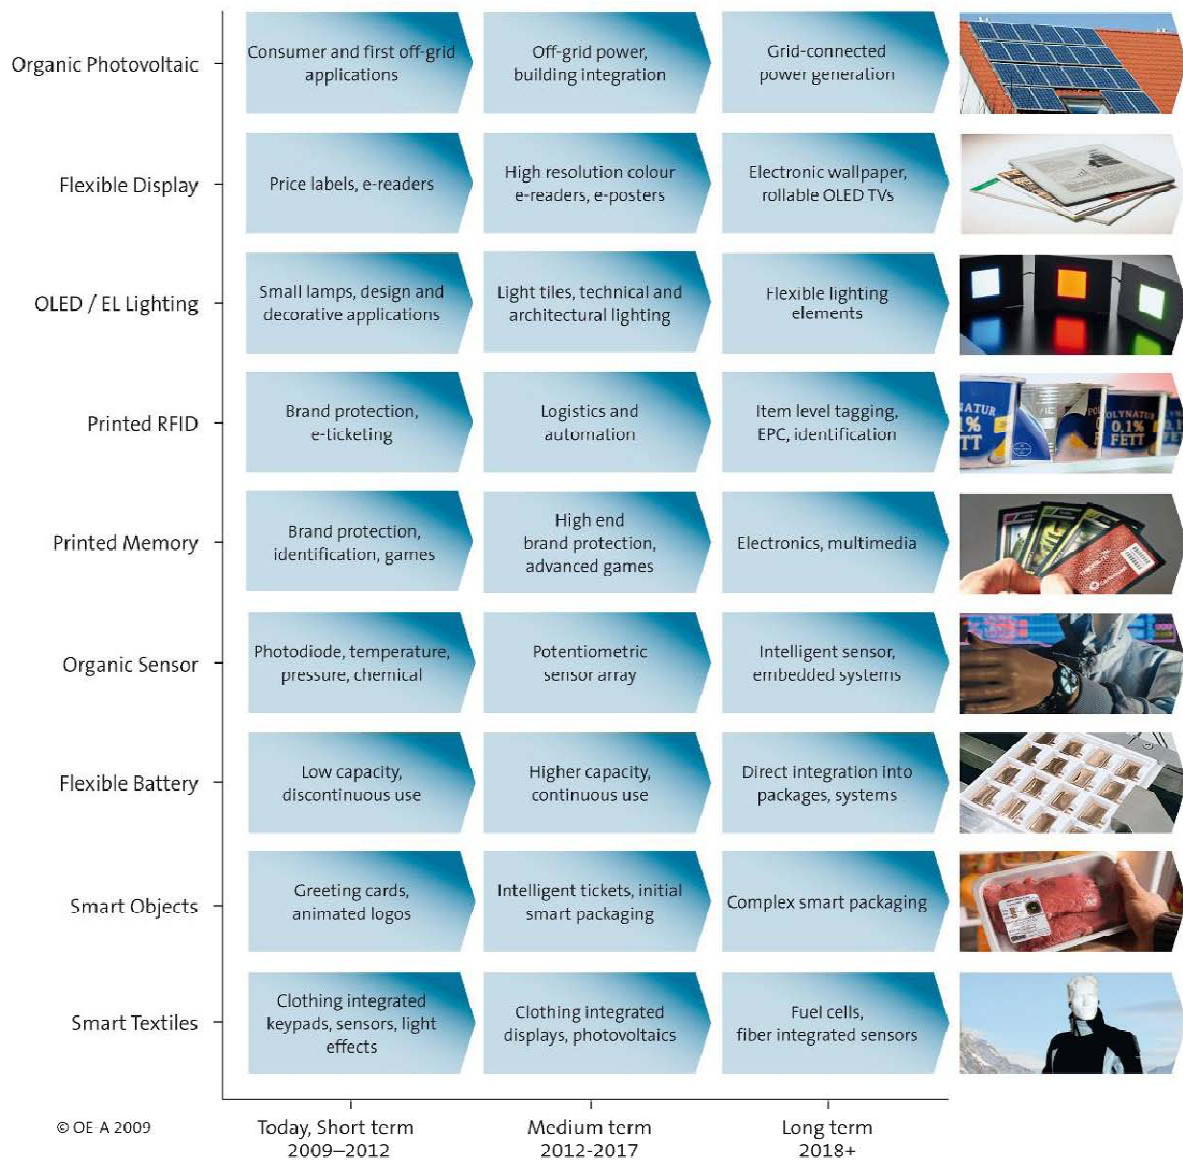 Organic Photovoltaic
Consumer and first off-grid
applications
Off-grid power,
building integration
Grid-connected
power generation
Flexible Display
Price labels, e-readers
High resolution colour
e-readers, e-posters
Electronic wallpaper,
rollable OLED TVs
OLED / EL Lighting
Small lamps, design and
decorative applications
Light tiles, technical and
architectural lighting
Flexible lighting
elements
Printed RFID
Brand protection,
e-ticketing
Logistics and
automation
Item level tagging,
EPC, identification
NATUR
1%
FETT
POLYNATUR
0,1%
FETT
Printed Memory
Brand protection,
identification, games
High end
brand protection,
advanced games
Electronics, multimedia
Organic Sensor
Photodiode, temperature,
pressure, chemical
Potentiometric
sensor array
Intelligent sensor,
embedded systems
Flexible Battery
Low capacity,
discontinuous use
Higher capacity,
continuous use
Direct integration into
packages, systems
Smart Objects
Greeting cards,
animated logos
Intelligent tickets, initial
smart packaging
Complex smart packaging
Smart Textiles
Clothing integrated
keypads, sensors, light
effects
Clothing integrated
displays, photovoltaics
Fuel cells,
fiber integrated sensors
© OE-A 2009
Today, Short term
2009–2012
Medium term
2012-2017
Long term
2018+